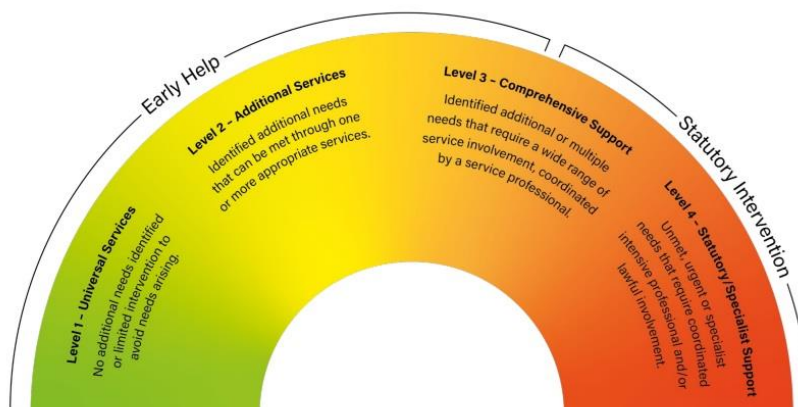 Early Help
Statutory Intervention
Level 1 – Universal Services
No additional needs identified
or limited intervention to
avoid needs arising.
Level 2 – Additional Services
Identified additional needs
that can be met through one
or more appropriate services.
Level 3 – Comprehensive Support
Identified additional or multiple
needs that require a wide range of
service involvement, coordinated
by a service professional.
Level 4 – Statutory/Specialist Support
Unmet, urgent or specialist
needs that require coordinated
intensive professional and/or
lawful involvement.